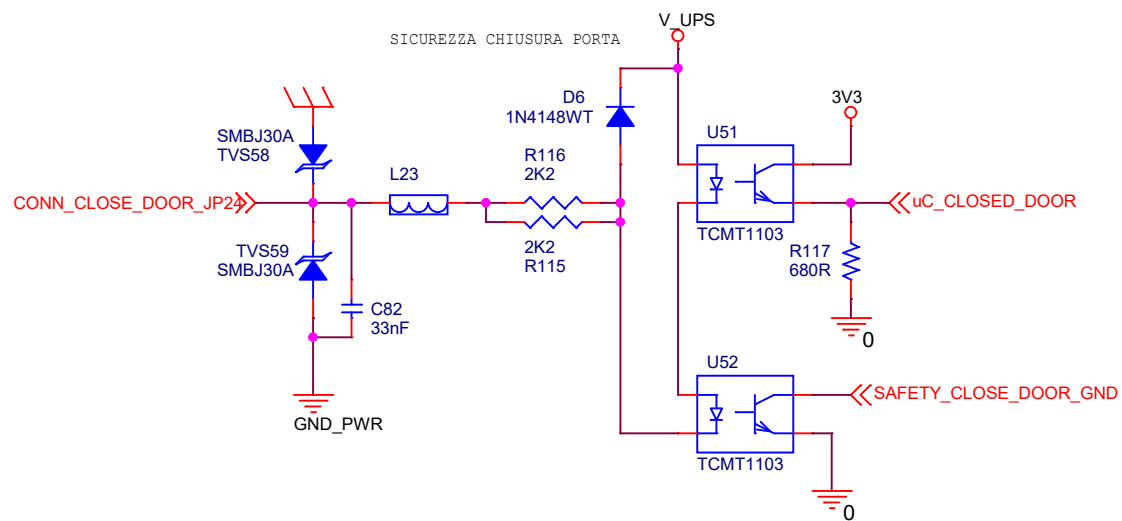 V_UPS
SICUREZZA CHIUSURA PORTA
D6
1N4148WT
3V3
SMBJ30A
TVS58
U51
R116
2K2
L23
CONN_CLOSE_DOOR_JP24
uC_CLOSED_DOOR
TCMT1103
TVS59
SMBJ30A
2K2
R115
R117
680R
C82
33nF
0
U52
SAFETY_CLOSE_DOOR_GND
GND_PWR
TCMT1103
0